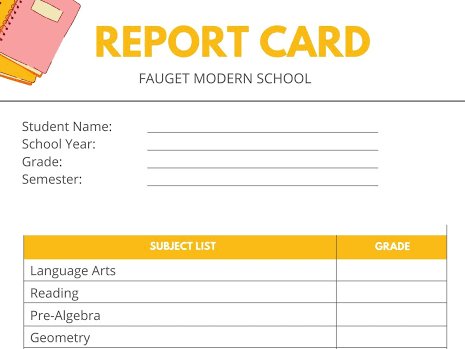 REPORT CARD
FAUGET MODERN SCHOOL
Student Name:
School Year:
Grade:
Semester:
SUBJECT LIST GRADE
Language Arts
Reading
Pre-Algebra
Geometry